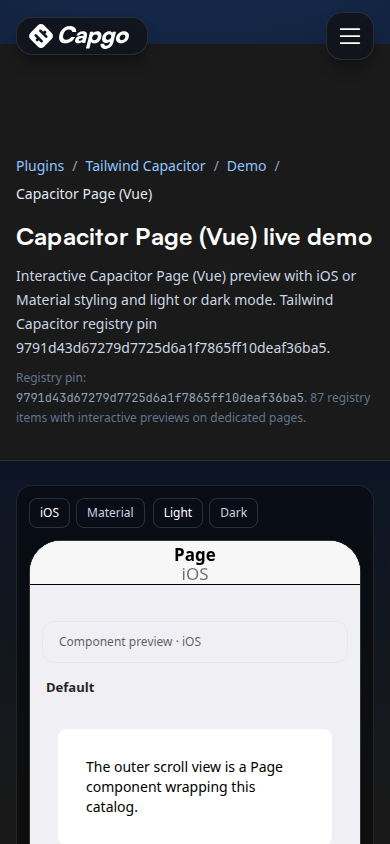 Capgo
Plugins / Tailwind Capacitor / Demo /
Capacitor Page (Vue)
Capacitor Page (Vue) live demo
Interactive Capacitor Page (Vue) preview with iOS or
Material styling and light or dark mode. Tailwind
Capacitor registry pin
9791d43d67279d7725d6a1f7865ff10deaf36ba5.
Registry pin:
9791d43d67279d7725d6a1f7865ff10deaf36ba5. 87 registry
items with interactive previews on dedicated pages.
iOS Material Light Dark
Page
iOS
Component preview · iOS
Default
The outer scroll view is a Page
component wrapping this
catalog.